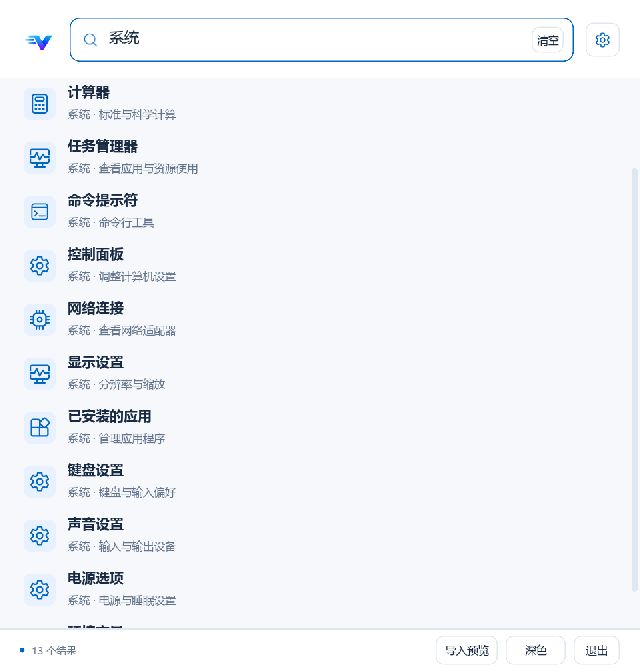 系统
清空
计算器
系统 · 标准与科学计算
任务管理器
系统 · 查看应用与资源使用
命令提示符
系统 · 命令行工具
控制面板
系统 · 调整计算机设置
网络连接
系统 · 查看网络适配器
显示设置
系统 · 分辨率与缩放
已安装的应用
系统 · 管理应用程序
键盘设置
系统 · 键盘与输入偏好
声音设置
系统 · 输入与输出设备
电源选项
系统 · 电源与睡眠设置
13 个结果
导入预览
深色
退出